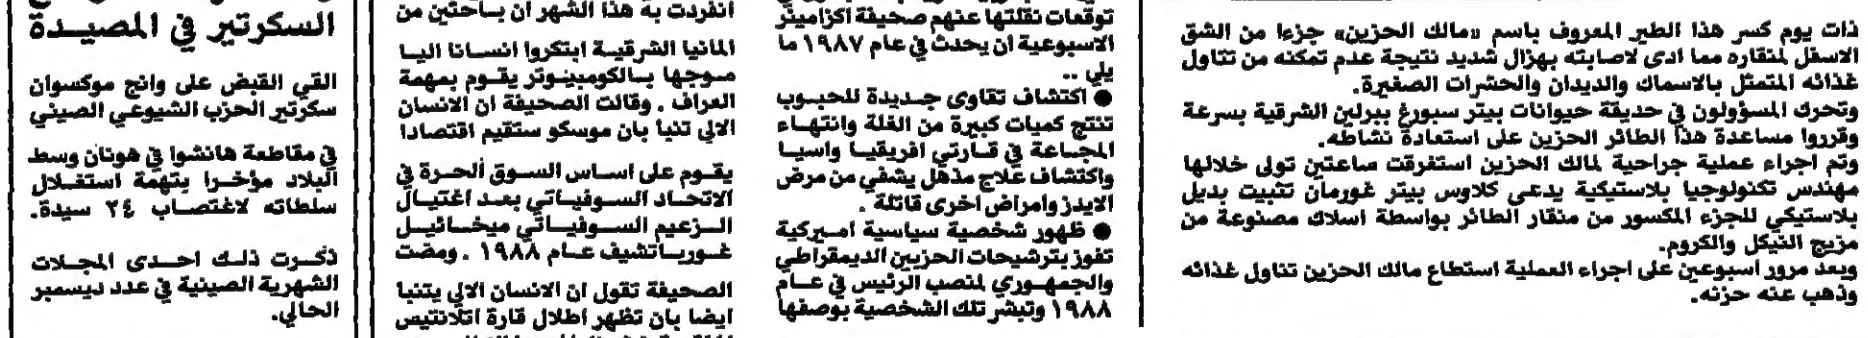 ذات يوم كسر هذا الطير المعروف باسم «مالك الحزين» جزءا من الشق
الاسفل لمنقاره مما ادى لاصابته بهزال شديد نتيجة عدم تمكنه من تناول
غذائه المتمثل بالاسماك والديدان والحشرات الصغيرة.
وتحرك المسؤولون في حديقة حيوانات بيتر سبورغ ببرلين الشرقية بسرعة
وقرروا مساعدة هذا الطائر الحزين على استعادة نشاطه.
وتم اجراء عملية جراحية لمالك الحزين استغرقت ساعتين تولى خلالها
مهندس تكنولوجيا بلاستيكية يدعى كلاوس بيتر غورمان تثبيت بديل
بلاستيكي للجزء المكسور من منقار الطائر بواسطة اسلاك مصنوعة من
مزيج النيكل والكروم.
وبعد مرور اسبوعين على اجراء العملية استطاع مالك الحزين تناول غذائه
وذهب عنه حزنه.
توقعات نقلتها عنهم صحيفة اكزامينر
الاسبوعية ان يحدث في عام ١٩٨٧ ما
يلي ..
● اكتشاف تقاوى جديدة للحبوب
تنتج كميات كبيرة من الغلة وانتهاء
المجاعة في قارتي افريقيا واسيا
واكتشاف علاج مذهل يشفي من مرض
الايدز وامراض اخرى قاتلة .
● ظهور شخصية سياسية اميركية
تفوز بترشيحات الحزبين الديمقراطي
والجمهوري لمنصب الرئيس في عام
١٩٨٨ وتبشر تلك الشخصية بوصفها
انفردت به هذا الشهر ان باحثين من
المانيا الشرقية ابتكروا انسانا اليا
موجها بالكومبيوتر يقوم بمهمة
العراف . وقالت الصحيفة ان الانسان
الالي تنبأ بان موسكو ستقيم اقتصادا
يقوم على اساس السوق الحرة في
الاتحاد السوفياتي بعد اغتيال
الزعيم السوفياتي ميخائيل
غورباتشيف عام ١٩٨٨ . ومضت
الصحيفة تقول ان الانسان الالي يتنبا
ايضا بان تظهر اطلال قارة اتلانتيس
السكرتير في المصيدة
القي القبض على وانج موكسوان
سكرتير الحزب الشيوعي الصيني
في مقاطعة هانشوا في هونان وسط
البلاد مؤخرا بتهمة استغلال
سلطاته لاغتصاب ٢٤ سيدة.
ذكرت ذلك احدى المجلات
الشهرية الصينية في عدد ديسمبر
الحالي.